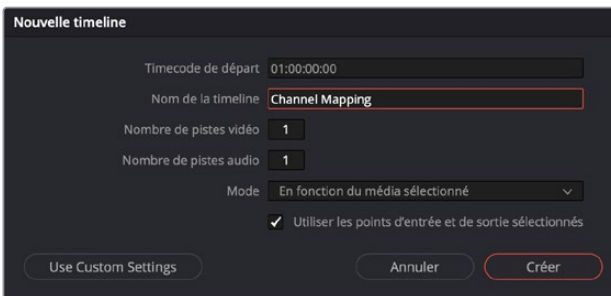 Nouvelle timeline
Timecode de départ 01:00:00:00
Nom de la timeline Channel Mapping
Nombre de pistes vidéo 1
Nombre de pistes audio 1
Mode En fonction du média sélectionné
Utiliser les points d'entrée et de sortie sélectionnés
Use Custom Settings Annuler Créer